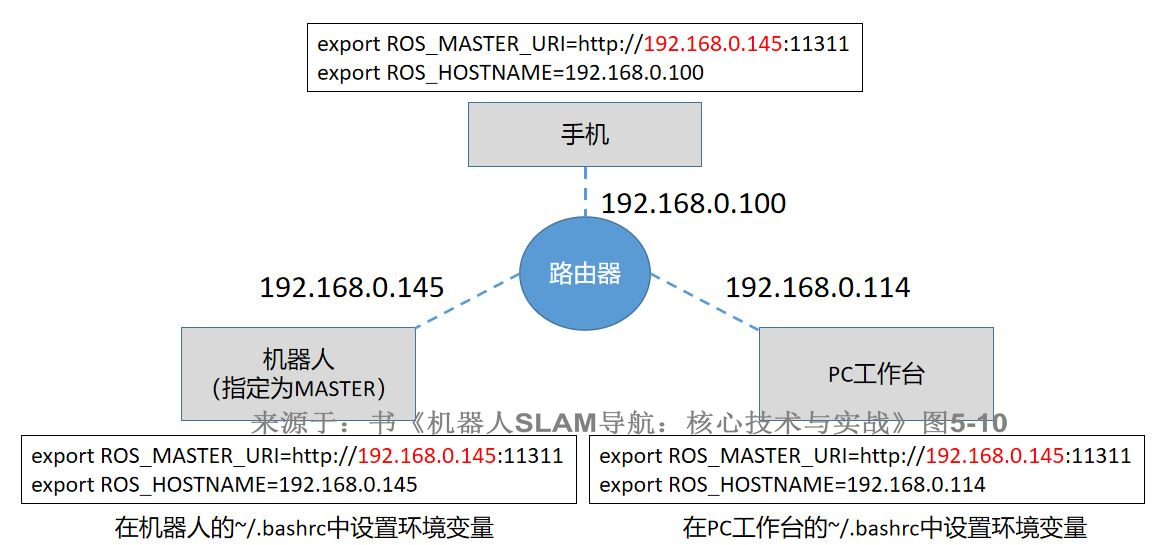 export ROS_MASTER_URI=http://192.168.0.145:11311
export ROS_HOSTNAME=192.168.0.100
手机
192.168.0.100
路由器
192.168.0.145
192.168.0.114
机器人
（指定为MASTER）
PC工作台
来源于：书《机器人SLAM导航：核心技术与实战》图5-10
export ROS_MASTER_URI=http://192.168.0.145:11311
export ROS_HOSTNAME=192.168.0.145
export ROS_MASTER_URI=http://192.168.0.145:11311
export ROS_HOSTNAME=192.168.0.114
在机器人的~/.bashrc中设置环境变量
在PC工作台的~/.bashrc中设置环境变量